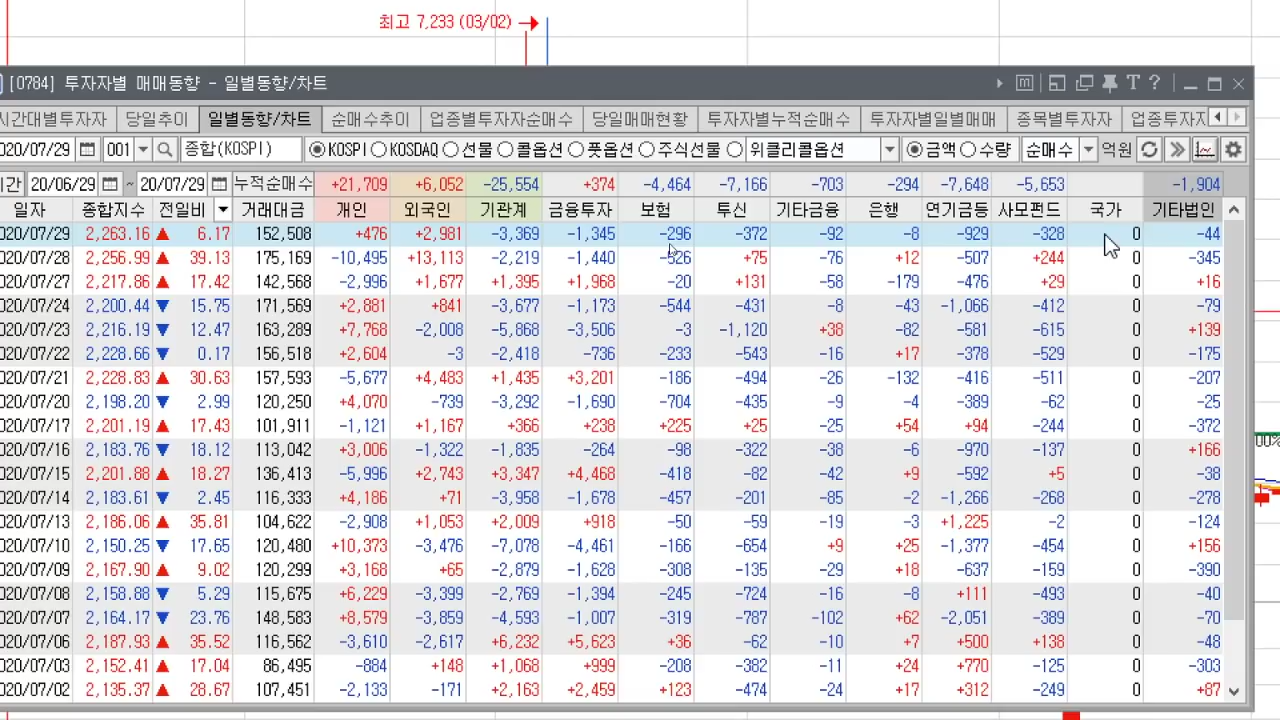 최고 7,233 (03/02)
[0784] 투자자별 매매동향 - 일별동향/차트
시간대별투자자 당일추이 일별동향/차트 순매수추이 업종별투자자순매수 당일매매현황 투자자별누적순매수 투자자별일별매매 종목별투자자 업종투자
020/07/29 001 종합(KOSPI) KOSPI KOSDAQ 선물 콜옵션 풋옵션 주식선물 위클리콜옵션 금액 수량 순매수 억원
기간 20/06/29 ~ 20/07/29 누적순매수 +21,709 +6,052 -25,554 +374 -4,464 -7,166 -703 -294 -7,648 -5,653 -1,904
일자 종합지수 전일비 거래대금 개인 외국인 기관계 금융투자 보험 투신 기타금융 은행 연기금등 사모펀드 국가 기타법인
020/07/29 2,263.16 ▲ 6.17 152,508 +476 +2,981 -3,369 -1,345 -296 -372 -92 -8 -929 -328 0 -44
020/07/28 2,256.99 ▲ 39.13 175,169 -10,495 +13,113 -2,219 -1,440 -526 +75 -76 +12 -507 +244 0 -345
020/07/27 2,217.86 ▲ 17.42 142,568 -2,996 +1,677 +1,395 +1,968 -20 +131 -58 -179 -476 +29 0 +16
020/07/24 2,200.44 ▼ 15.75 171,569 +2,881 +841 -3,677 -1,173 -544 -431 -8 -43 -1,066 -412 0 -79
020/07/23 2,216.19 ▼ 12.47 163,289 +7,768 -2,008 -5,868 -3,506 -3 -1,120 +38 -82 -581 -615 0 +139
020/07/22 2,228.66 ▼ 0.17 156,518 +2,604 -3 -2,418 -736 -233 -543 -16 +17 -378 -529 0 -175
020/07/21 2,228.83 ▲ 30.63 157,593 -5,677 +4,483 +1,435 +3,201 -186 -494 -26 -132 -416 -511 0 -207
020/07/20 2,198.20 ▼ 2.99 120,250 +4,070 -739 -3,292 -1,690 -704 -435 -9 -4 -389 -62 0 -25
020/07/17 2,201.19 ▲ 17.43 101,911 -1,121 +1,167 +366 +238 +225 +25 -25 +54 +94 -244 0 -372
020/07/16 2,183.76 ▼ 18.12 113,042 +3,006 -1,322 -1,835 -264 -98 -322 -38 -6 -970 -137 0 +166
020/07/15 2,201.88 ▲ 18.27 136,413 -5,996 +2,743 +3,347 +4,468 -418 -82 -42 +9 -592 +5 0 -38
020/07/14 2,183.61 ▼ 2.45 116,333 +4,186 +71 -3,958 -1,678 -457 -201 -85 -2 -1,266 -268 0 -278
020/07/13 2,186.06 ▲ 35.81 104,622 -2,908 +1,053 +2,009 +918 -50 -59 -19 -3 +1,225 -2 0 -124
020/07/10 2,150.25 ▼ 17.65 120,480 +10,373 -3,476 -7,078 -4,461 -166 -654 +9 +25 -1,377 -454 0 +156
020/07/09 2,167.90 ▲ 9.02 120,299 +3,168 +65 -2,879 -1,628 -308 -135 -29 +18 -637 -159 0 -390
020/07/08 2,158.88 ▼ 5.29 115,675 +6,229 -3,399 -2,769 -1,394 -245 -724 -16 -8 +111 -493 0 -40
020/07/07 2,164.17 ▼ 23.76 148,583 +8,579 -3,859 -4,593 -1,007 -319 -787 -102 +62 -2,051 -389 0 -70
020/07/06 2,187.93 ▲ 35.52 116,562 -3,610 -2,617 +6,232 +5,623 +36 -62 -10 +7 +500 +138 0 -48
020/07/03 2,152.41 ▲ 17.04 86,495 -884 +148 +1,068 +999 -208 -382 -11 +24 +770 -125 0 -303
020/07/02 2,135.37 ▲ 28.67 107,451 -2,133 -171 +2,163 +2,459 +123 -474 -24 +17 +312 -249 0 +87